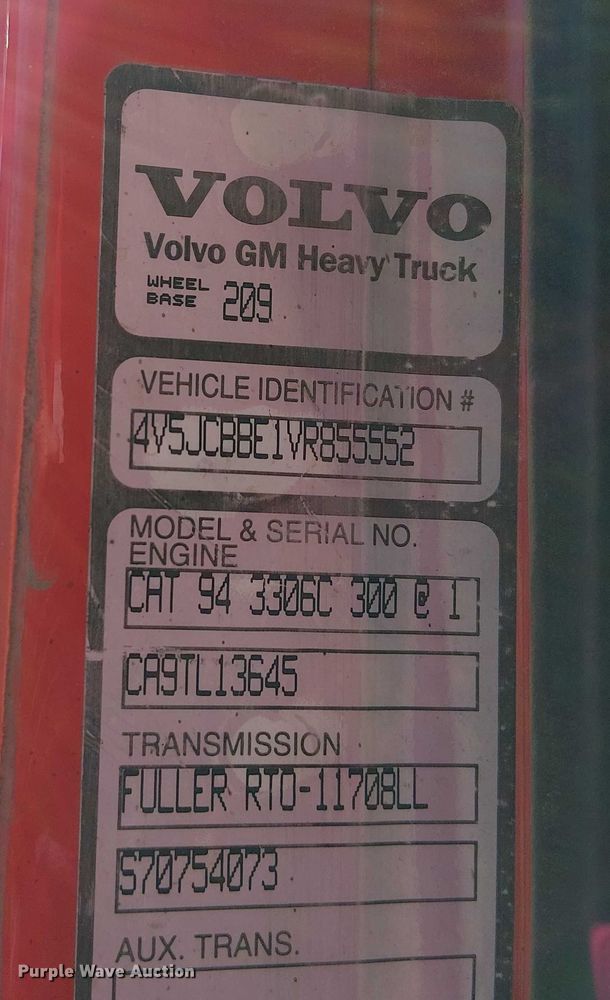 VOLVO
Volvo GM Heavy Truck
WHEEL
BASE 209
VEHICLE IDENTIFICATION #
4V5JCBBE1VR855552
MODEL & SERIAL NO.
ENGINE
CAT 94 3306C 300 @ 1
CA9TL13645
TRANSMISSION
FULLER RTO-11708LL
S70754073
AUX. TRANS.
Purple Wave Auction